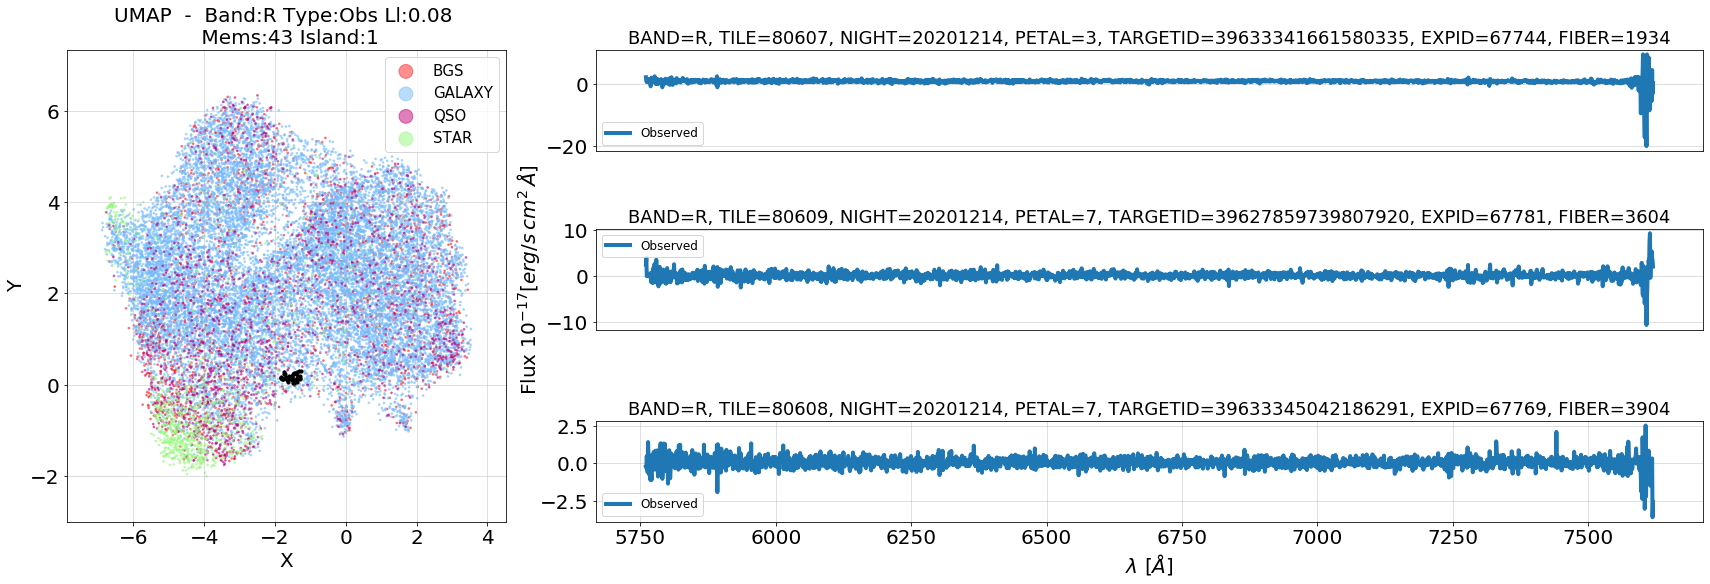 UMAP - Band:R Type:Obs Ll:0.08
Mems:43 Island:1
BGS
GALAXY
QSO
STAR
6
4
2
0
−2
Y
−6
−4
−2
0
2
4
X
Flux 10^{−17}[erg/s cm^2 Å]
BAND=R, TILE=80607, NIGHT=20201214, PETAL=3, TARGETID=39633341661580335, EXPID=67744, FIBER=1934
0
−20
Observed
BAND=R, TILE=80609, NIGHT=20201214, PETAL=7, TARGETID=39627859739807920, EXPID=67781, FIBER=3604
10
0
−10
Observed
BAND=R, TILE=80608, NIGHT=20201214, PETAL=7, TARGETID=39633345042186291, EXPID=67769, FIBER=3904
2.5
0.0
−2.5
Observed
5750
6000
6250
6500
6750
7000
7250
7500
λ [Å]